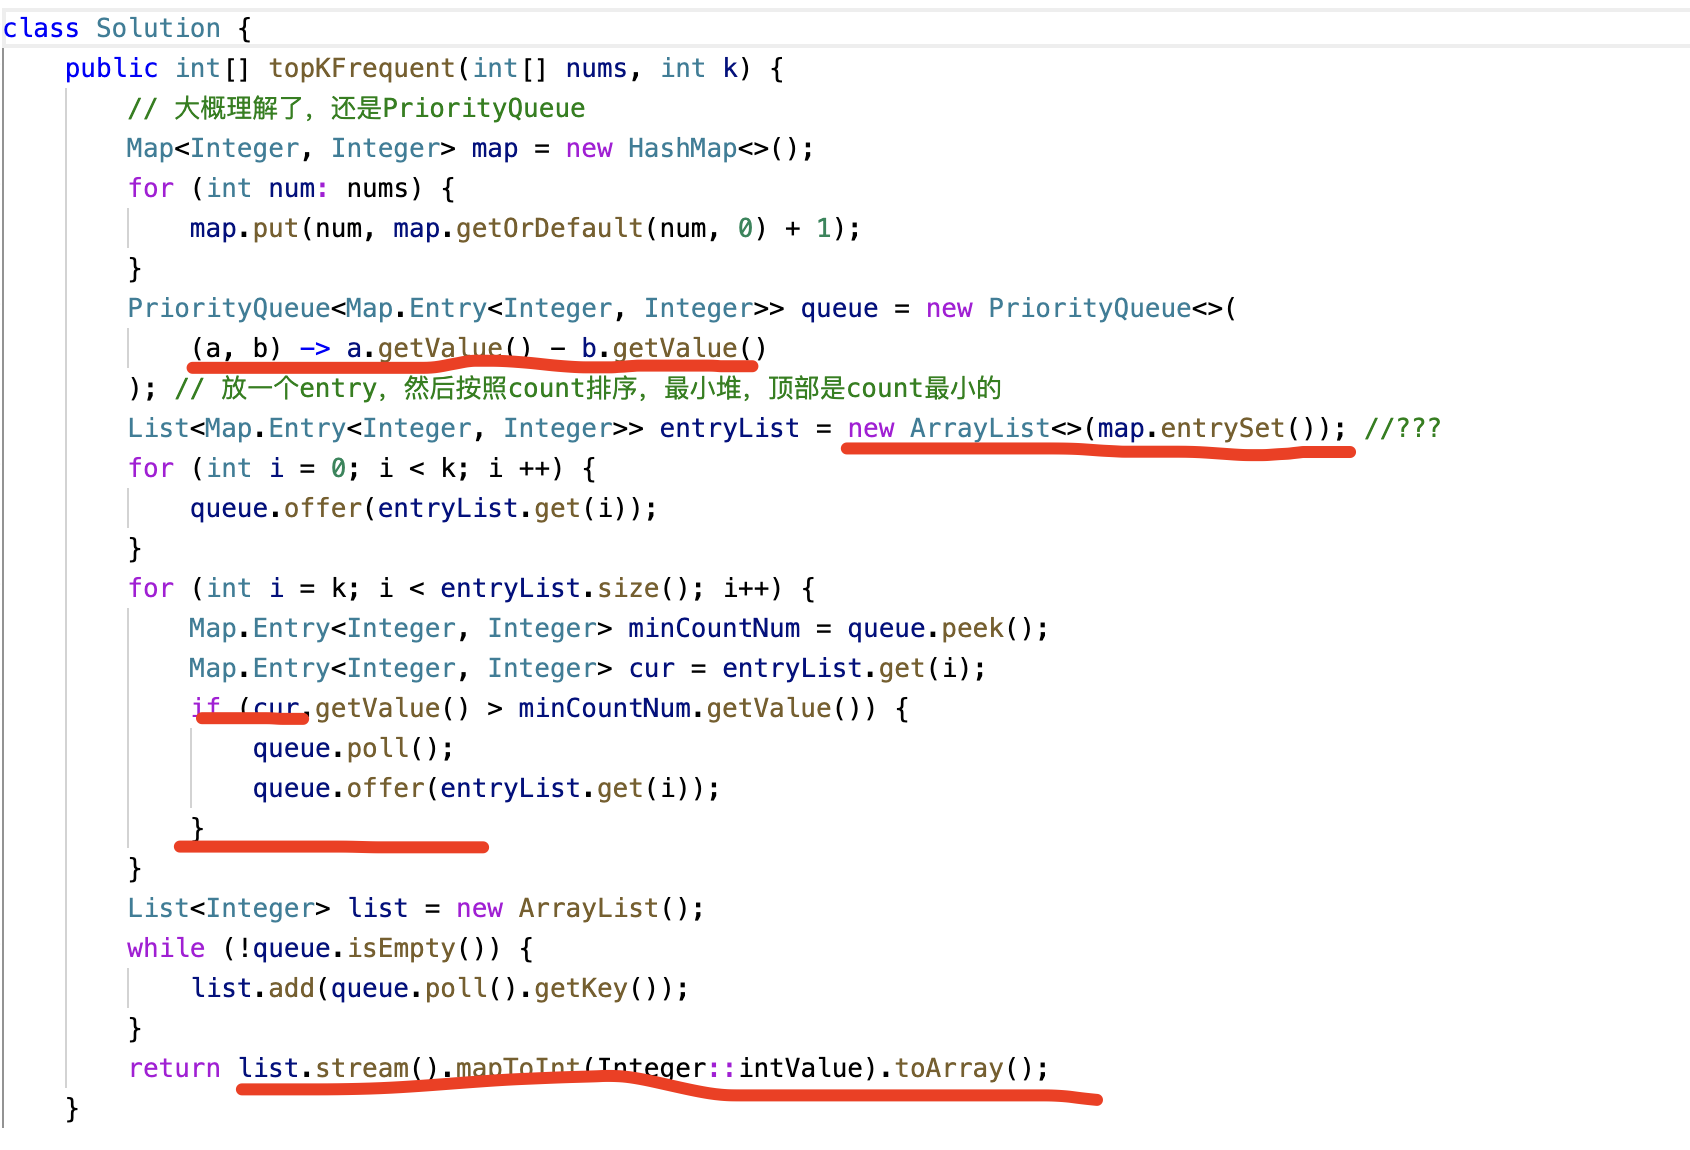 class Solution {
public int[] topKFrequent(int[] nums, int k) {
// 大概理解了，还是PriorityQueue
Map<Integer, Integer> map = new HashMap<>();
for (int num: nums) {
map.put(num, map.getOrDefault(num, 0) + 1);
}
PriorityQueue<Map.Entry<Integer, Integer>> queue = new PriorityQueue<>(
(a, b) -> a.getValue() - b.getValue()
); // 放一个entry，然后按照count排序，最小堆，顶部是count最小的
List<Map.Entry<Integer, Integer>> entryList = new ArrayList<>(map.entrySet()); //???
for (int i = 0; i < k; i ++) {
queue.offer(entryList.get(i));
}
for (int i = k; i < entryList.size(); i++) {
Map.Entry<Integer, Integer> minCountNum = queue.peek();
Map.Entry<Integer, Integer> cur = entryList.get(i);
if (cur.getValue() > minCountNum.getValue()) {
queue.poll();
queue.offer(entryList.get(i));
}
}
List<Integer> list = new ArrayList();
while (!queue.isEmpty()) {
list.add(queue.poll().getKey());
}
return list.stream().mapToInt(Integer::intValue).toArray();
}